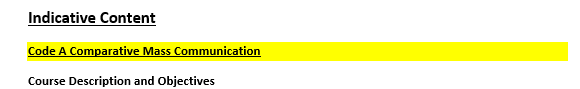 Indicative Content
Code A Comparative Mass Communication
Course Description and Objectives